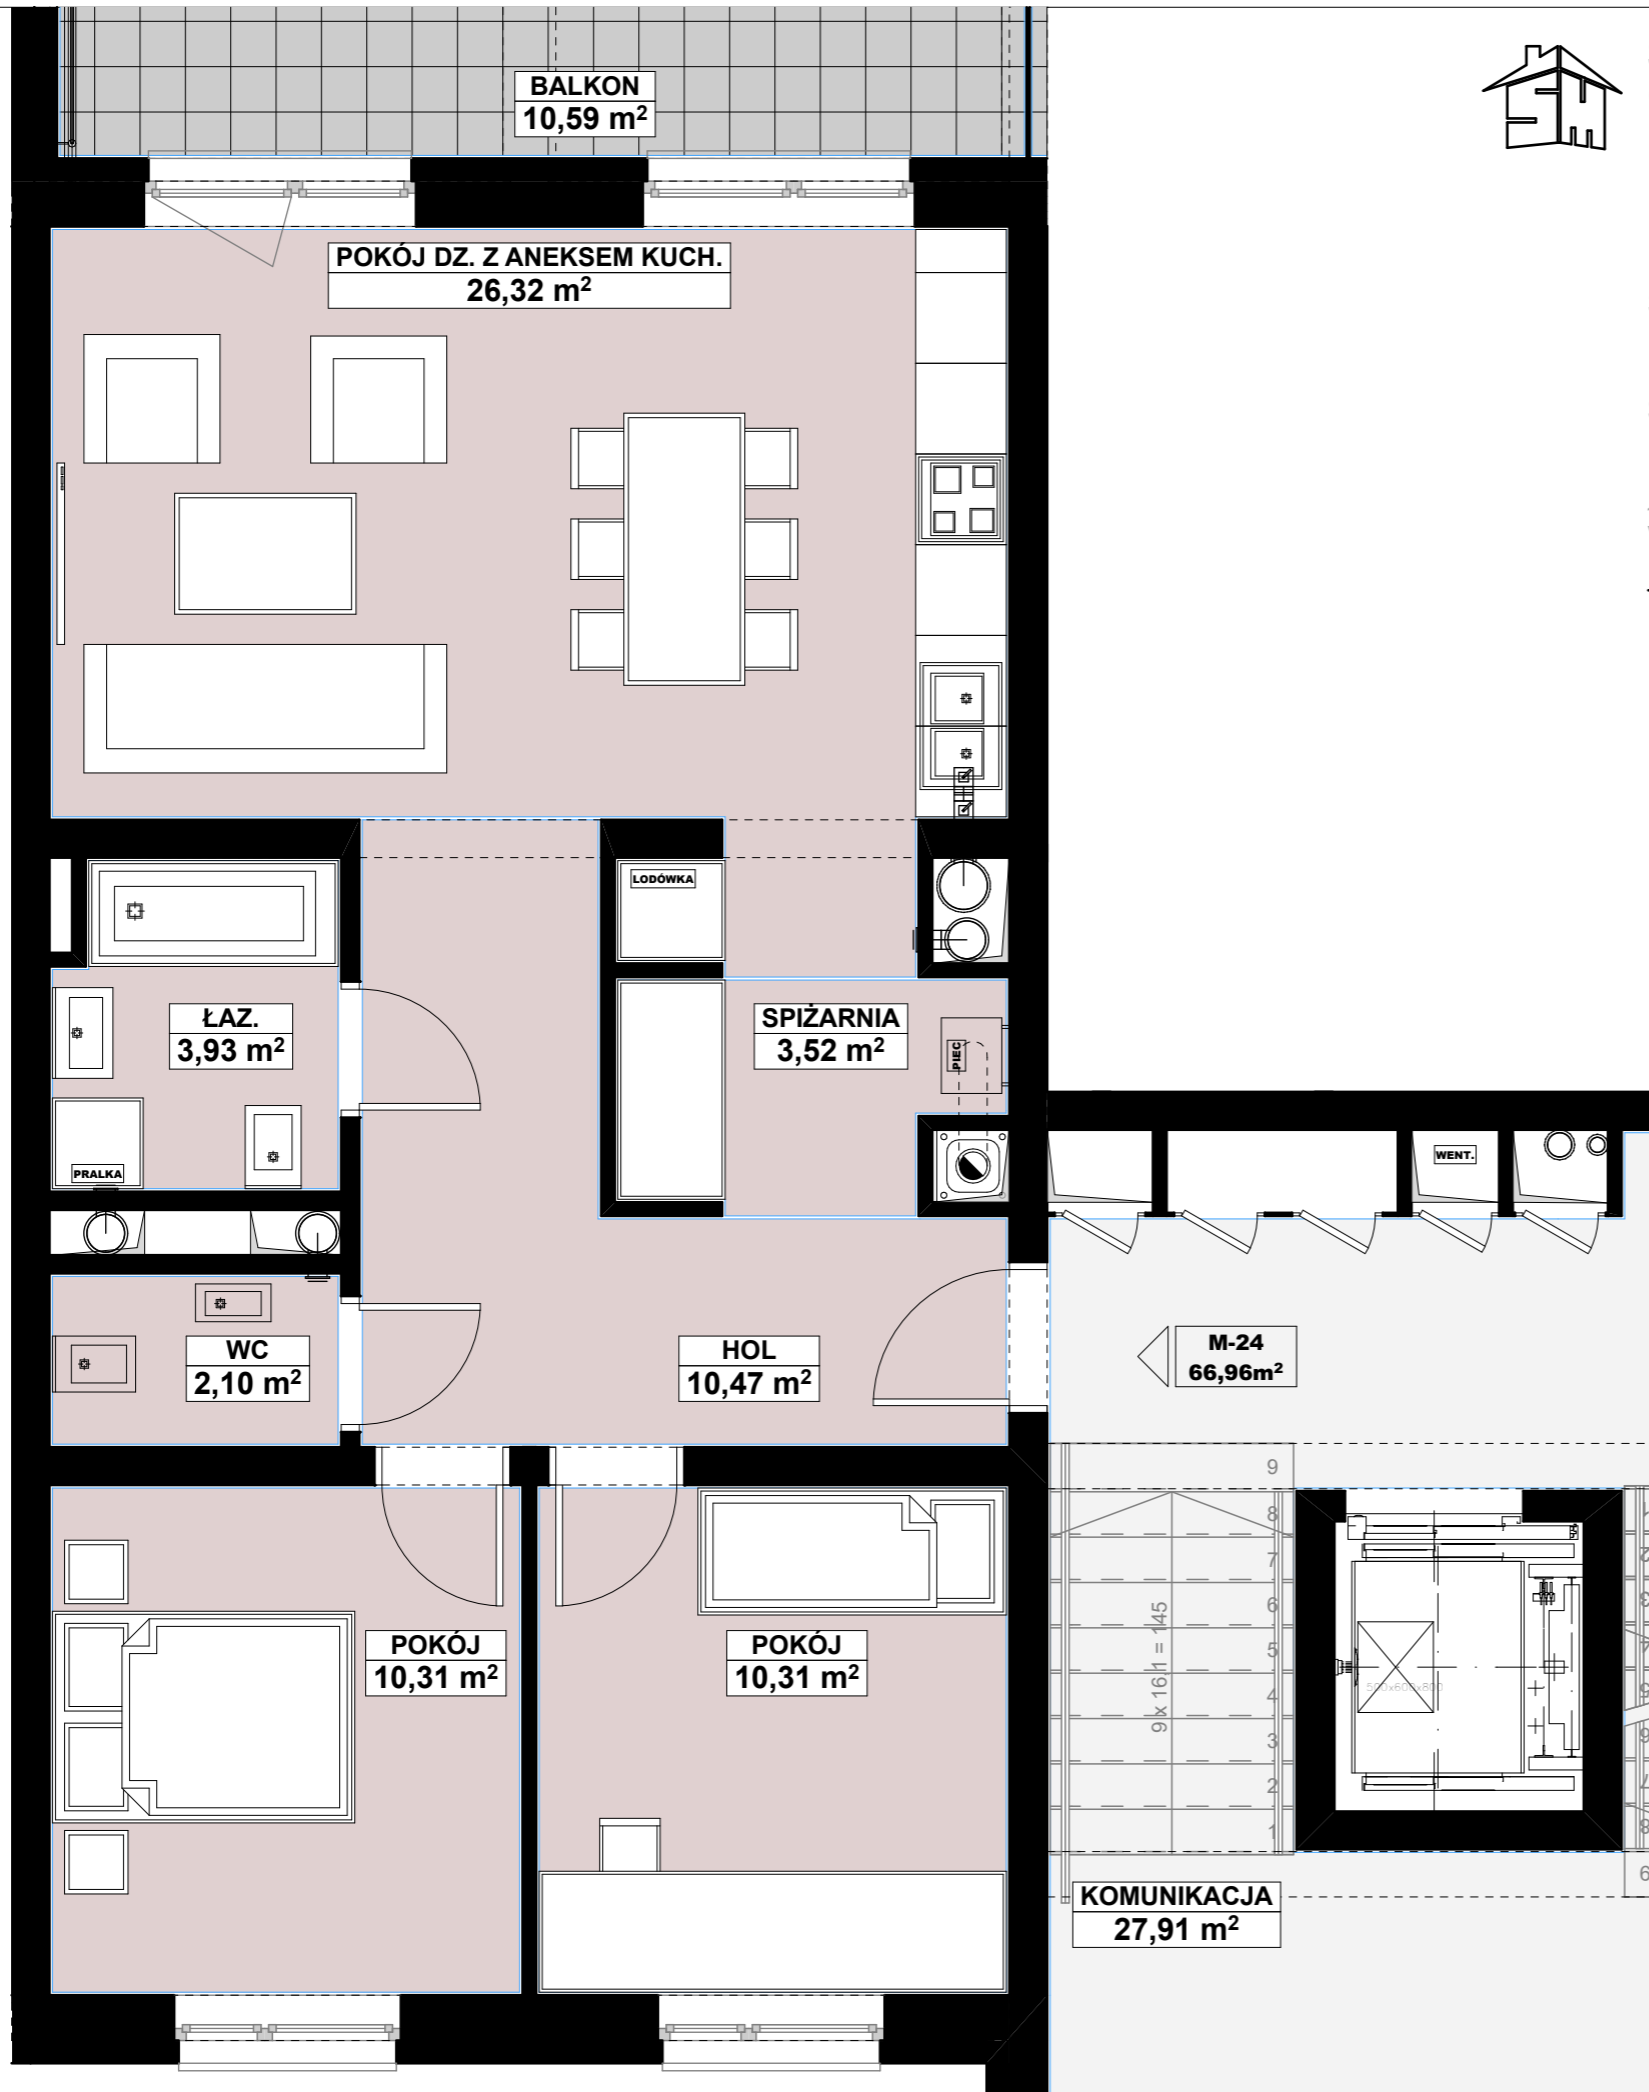 BALKON
10,59 m²
POKÓJ DZ. Z ANEKSEM KUCH.
26,32 m²
LODÓWKA
ŁAZ.
3,93 m²
SPIŻARNIA
3,52 m²
PIEC
PRALKA
WENT.
WC
2,10 m²
HOL
10,47 m²
M-24
66,96m²
9
8
7
6
5
4
3
2
1
9 x 16,1 = 145
500x600x800
POKÓJ
10,31 m²
POKÓJ
10,31 m²
KOMUNIKACJA
27,91 m²